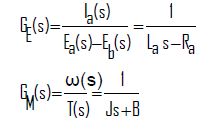 G_E(s)=I_a(s)/(E_a(s)–E_b(s))=1/(L_a s–R_a)
G_M(s)=ω(s)/T(s)=1/(Js+B)